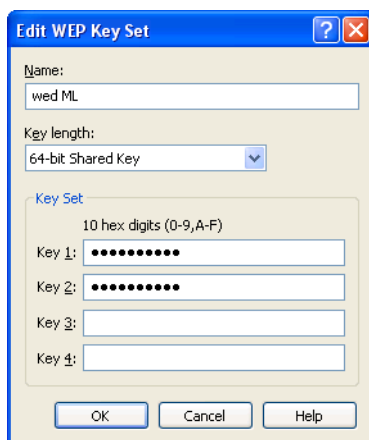 Edit WEP Key Set
Name:
wed ML
Key length:
64-bit Shared Key
Key Set
10 hex digits (0-9,A-F)
Key 1: ●●●●●●●●●●
Key 2: ●●●●●●●●●●
Key 3:
Key 4:
OK Cancel Help